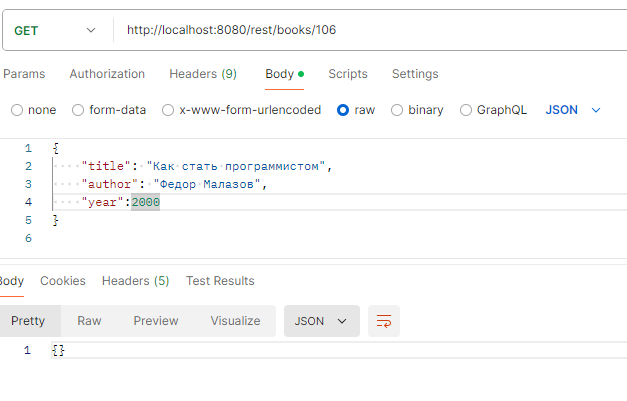 GET http://localhost:8080/rest/books/106
Params Authorization Headers (9) Body Scripts Settings
none form-data x-www-form-urlencoded raw binary GraphQL JSON
1 {
2 "title": "Как стать программистом",
3 "author": "Федор Малазов",
4 "year":2000
5 }
6
Body Cookies Headers (5) Test Results
Pretty Raw Preview Visualize JSON
1 {}